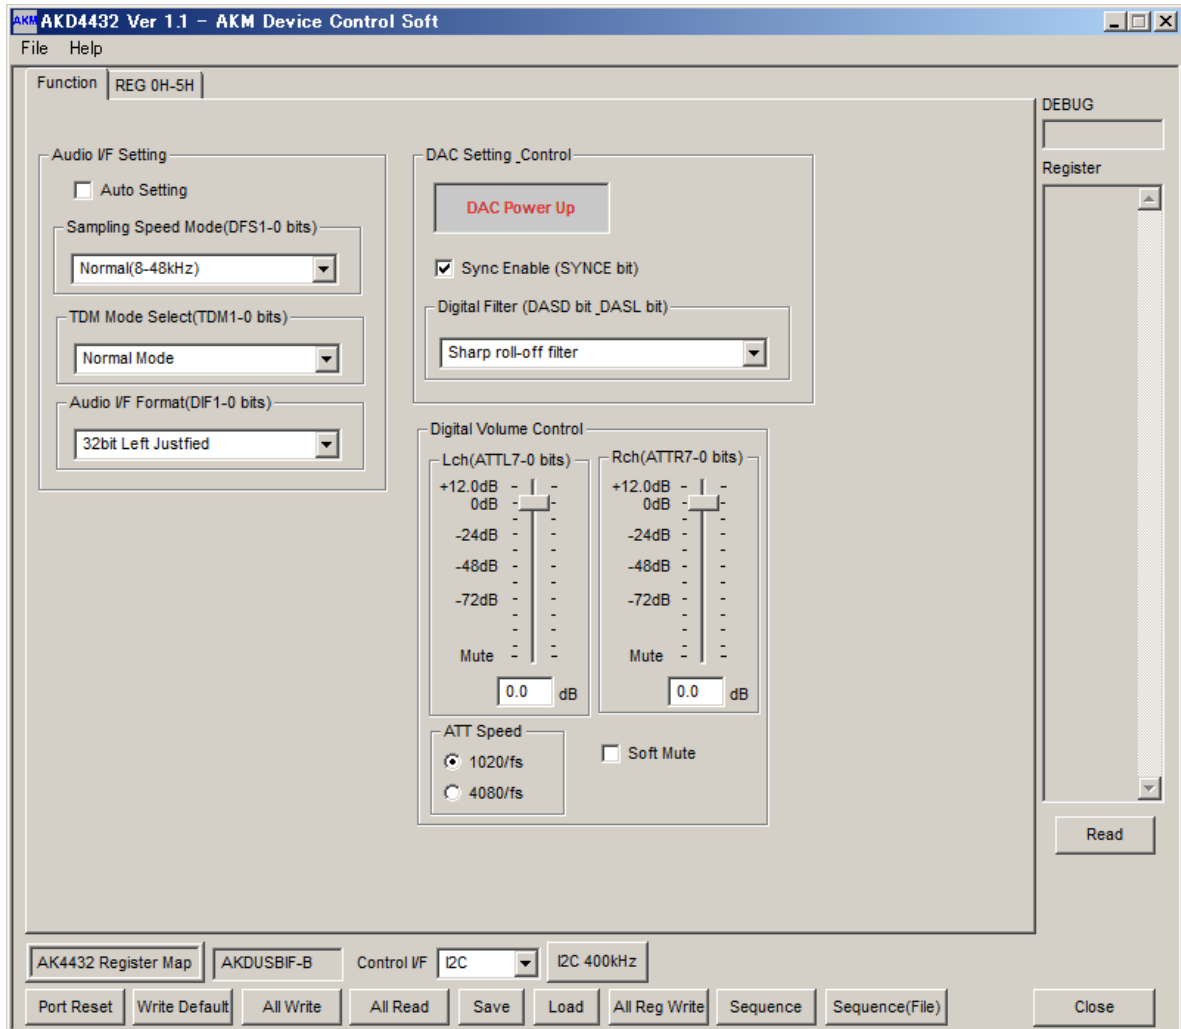 AKM AKD4432 Ver 1.1 - AKM Device Control Soft
File Help
Function REG 0H-5H
DEBUG
Register
Audio I/F Setting
Auto Setting
Sampling Speed Mode(DFS1-0 bits)
Normal(8-48kHz)
TDM Mode Select(TDM1-0 bits)
Normal Mode
Audio I/F Format(DIF1-0 bits)
32bit Left Justfied
DAC Setting_Control
DAC Power Up
Sync Enable (SYNCE bit)
Digital Filter (DASD bit_DASL bit)
Sharp roll-off filter
Digital Volume Control
Lch(ATTL7-0 bits)
+12.0dB
0dB
-24dB
-48dB
-72dB
Mute
0.0 dB
Rch(ATTR7-0 bits)
+12.0dB
0dB
-24dB
-48dB
-72dB
Mute
0.0 dB
ATT Speed
1020/fs
4080/fs
Soft Mute
Read
AK4432 Register Map AKDUSBIF-B Control I/F I2C I2C 400kHz
Port Reset Write Default All Write All Read Save Load All Reg Write Sequence Sequence(File) Close